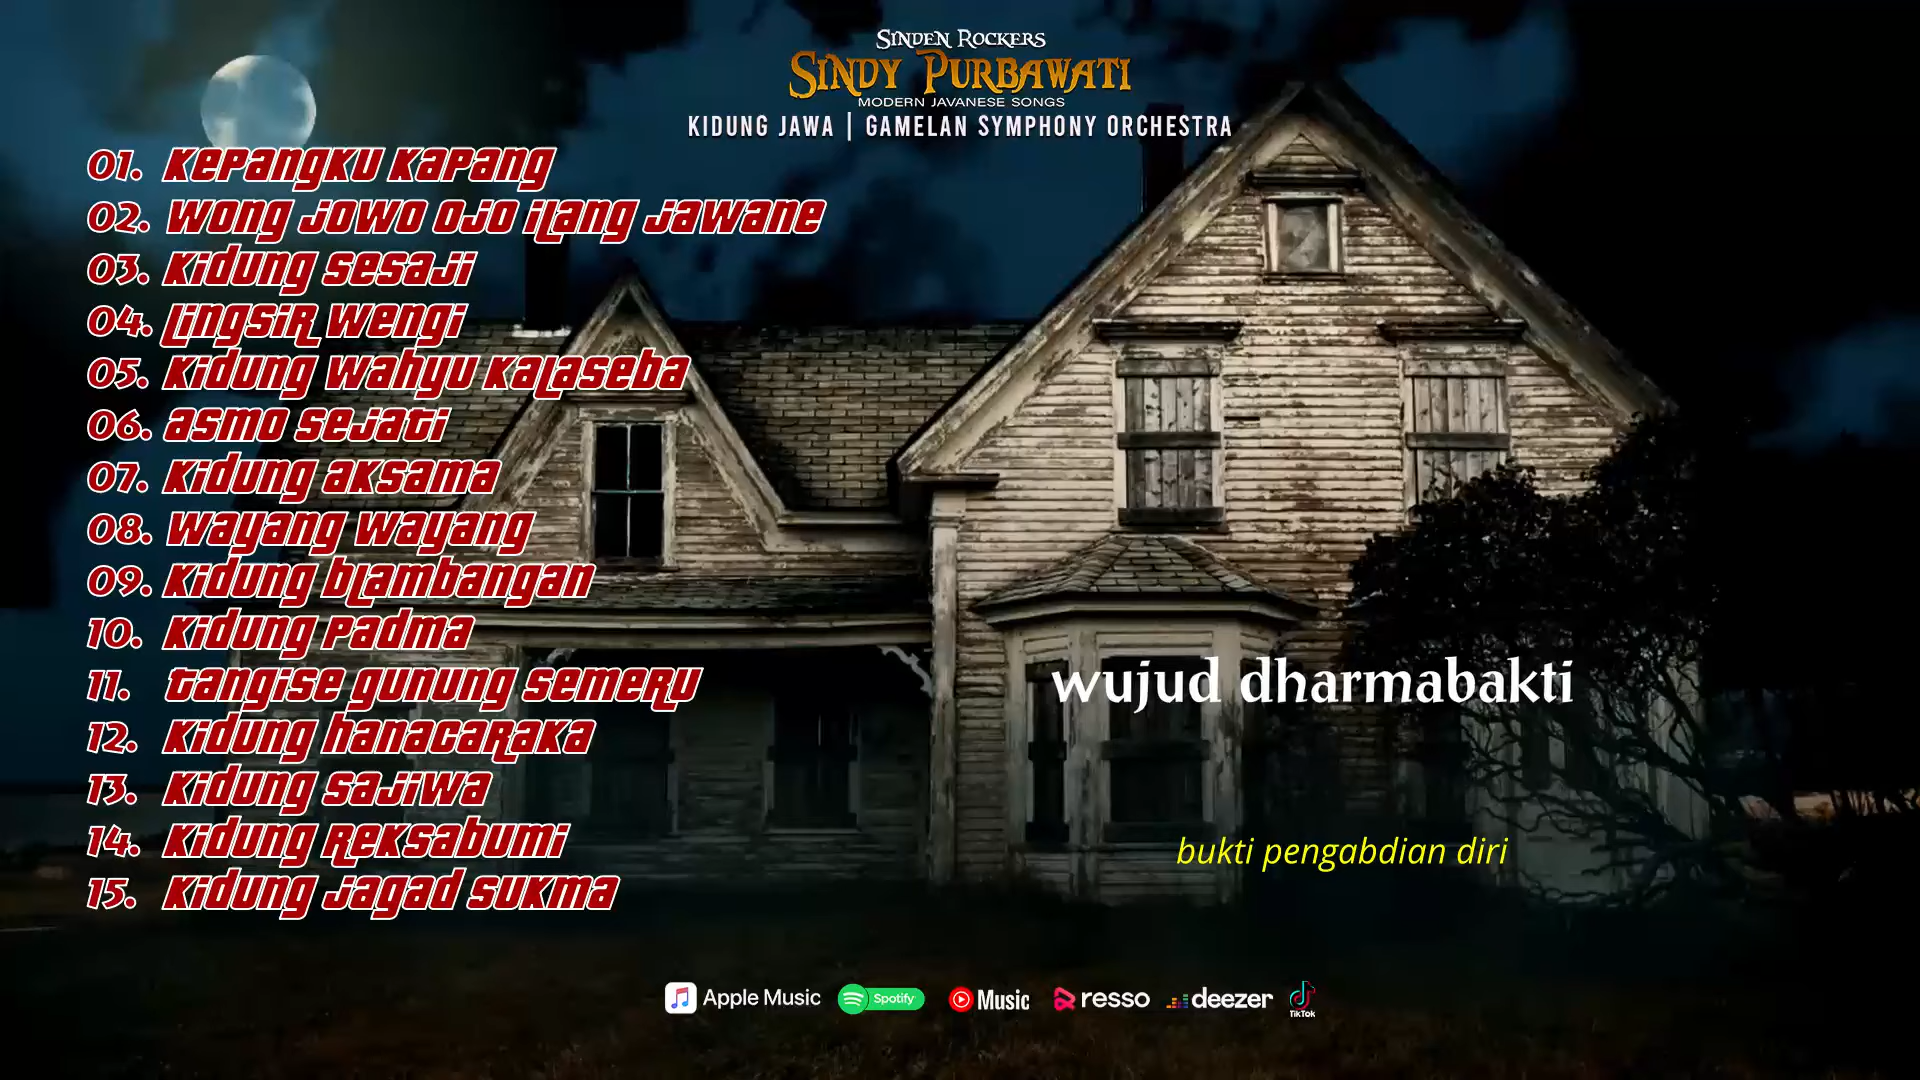 Sinden Rockers
Sindy Purbawati
MODERN JAVANESE SONGS
KIDUNG JAWA | GAMELAN SYMPHONY ORCHESTRA
01. Kepangku Kapang
02. Wong Jowo Ojo Ilang Jawane
03. Kidung Sesaji
04. Lingsir Wengi
05. Kidung Wahyu Kalaseba
06. Asmo Sejati
07. Kidung Aksama
08. Wayang Wayang
09. Kidung Blambangan
10. Kidung Padma
11. Tangise Gunung Semeru
12. Kidung Hanacaraka
13. Kidung Sajiwa
14. Kidung Reksabumi
15. Kidung Jagad Sukma
wujud dharmabakti
bukti pengabdian diri
Apple Music Spotify Music resso deezer TikTok